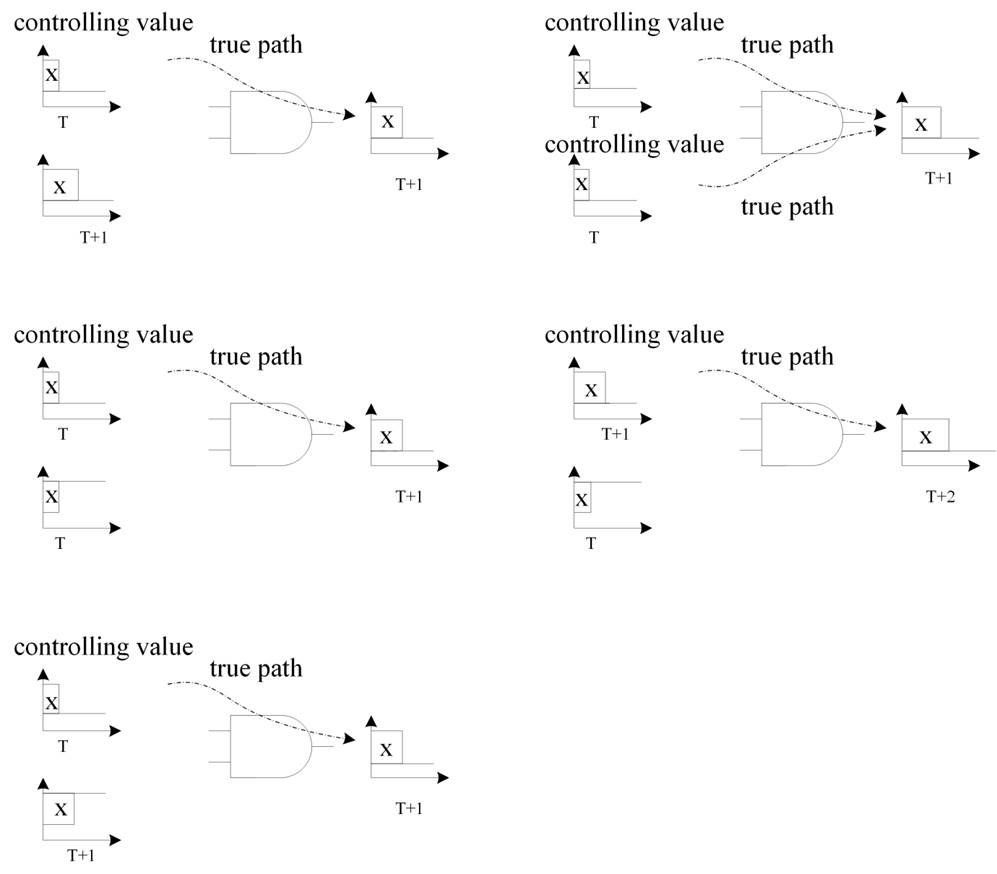 controlling value
true path
X
T
X
T+1
X
T+1
controlling value
true path
X
T
controlling value
X
T
true path
X
T+1
controlling value
true path
X
T
X
T
X
T+1
controlling value
true path
X
T+1
X
T
X
T+2
controlling value
true path
X
T
X
T+1
X
T+1